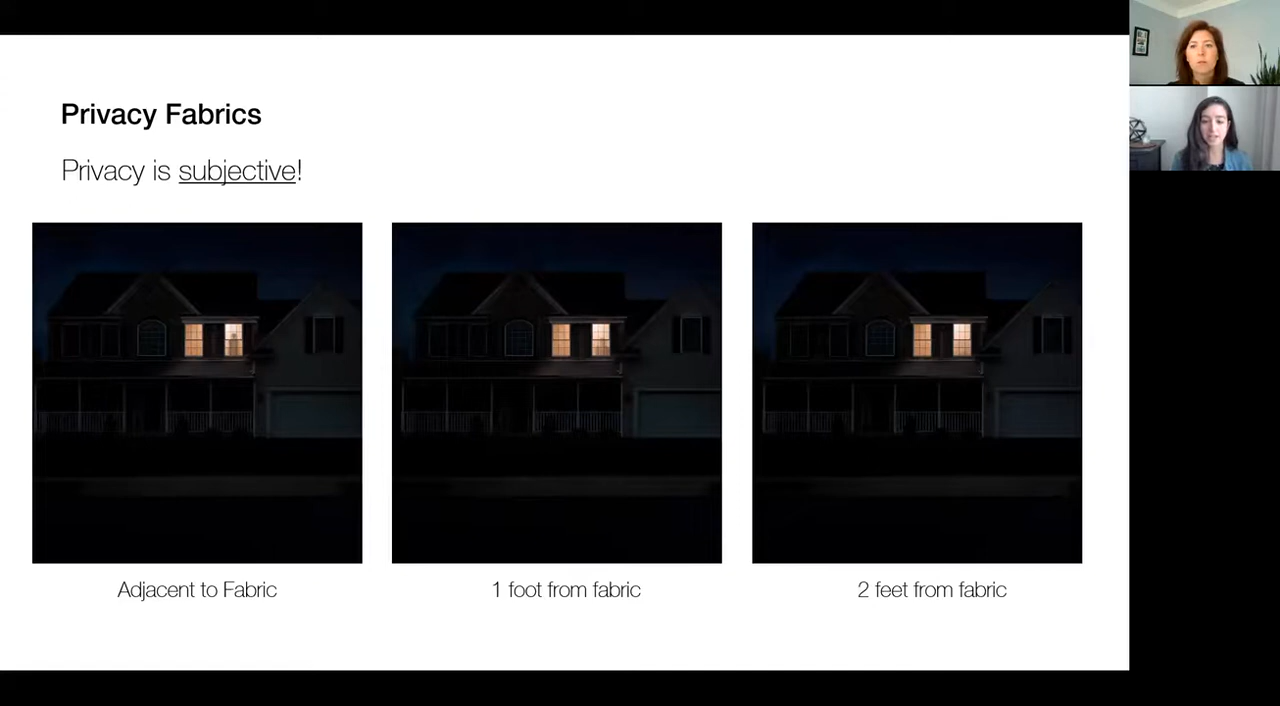 Privacy Fabrics
Privacy is subjective!
Adjacent to Fabric
1 foot from fabric
2 feet from fabric